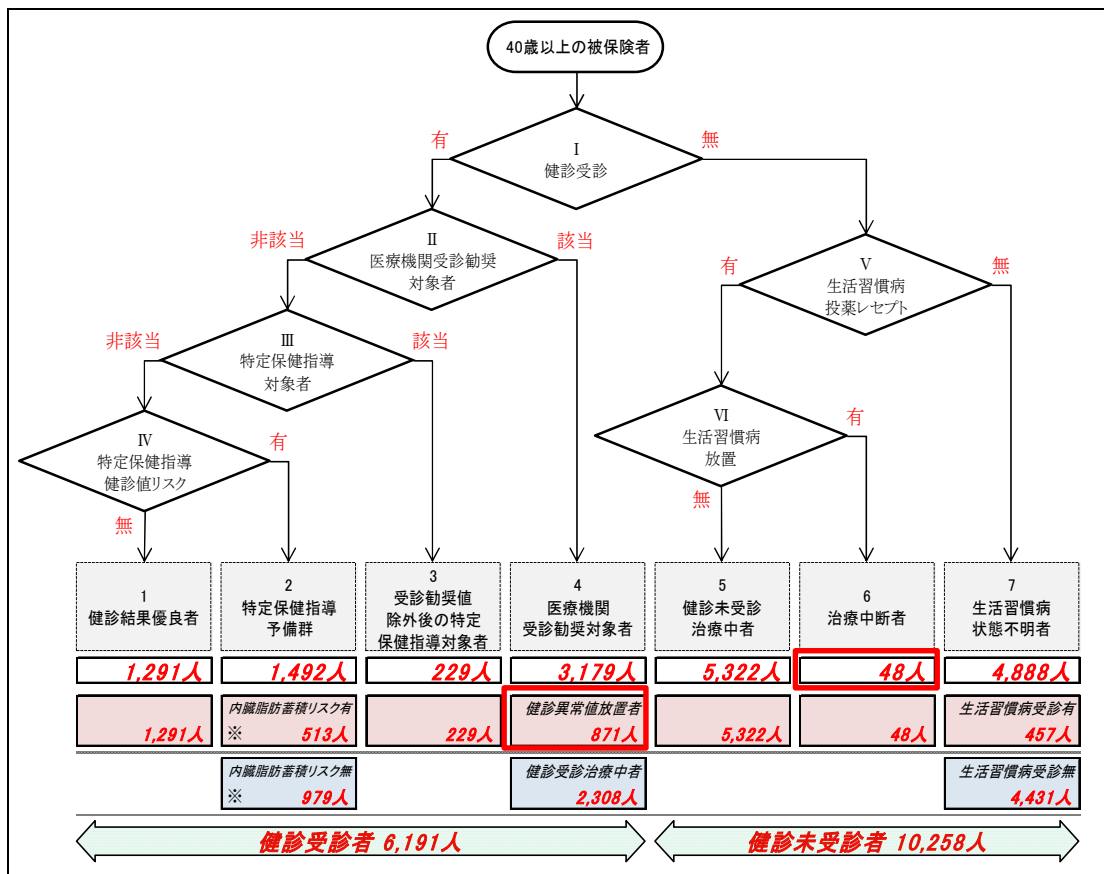 40歳以上の被保険者
有
無
Ⅰ
健診受診
非該当
該当
Ⅱ
医療機関受診勧奨
対象者
有
無
Ⅴ
生活習慣病
投薬レセプト
非該当
該当
Ⅲ
特定保健指導
対象者
有
無
Ⅳ
特定保健指導
健診値リスク
有
無
Ⅵ
生活習慣病
放置
1
健診結果優良者
2
特定保健指導
予備群
3
受診勧奨値
除外後の特定
保健指導対象者
4
医療機関
受診勧奨対象者
5
健診未受診
治療中者
6
治療中断者
7
生活習慣病
状態不明者
1,291人
1,492人
229人
3,179人
5,322人
48人
4,888人
1,291人
内臓脂肪蓄積リスク有
※ 513人
229人
健診異常値放置者
871人
5,322人
48人
生活習慣病受診有
457人
内臓脂肪蓄積リスク無
※ 979人
健診受診治療中者
2,308人
生活習慣病受診無
4,431人
健診受診者 6,191人
健診未受診者 10,258人